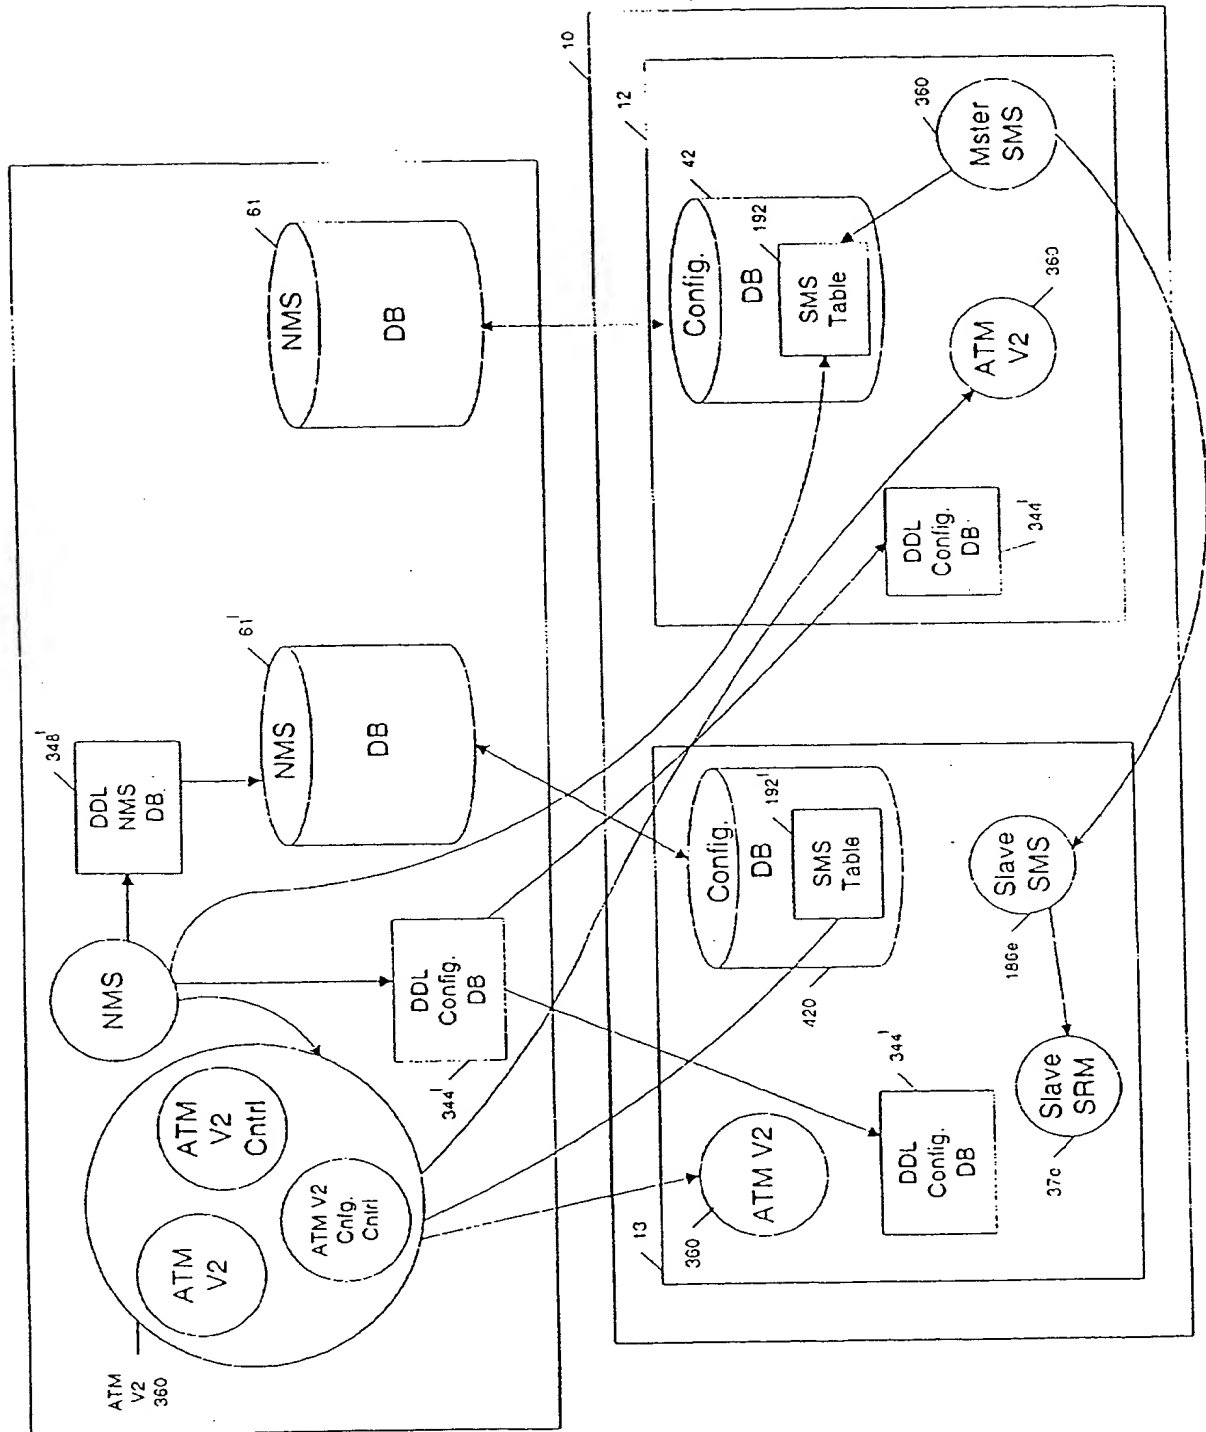 ATM
V2
360
ATM V2
ATM
V2
Cntrl
ATM V2
Cnfg.
Cntrl
NMS
DDL
NMS
DB.
348'
DDL
Config.
DB
344'
NMS
DB
61'
NMS
DB
61
10
13
ATM V2
360
DDL
Config.
DB
344'
Slave
SRM
37c
Slave
SMS
186e
Config.
DB
SMS
Table
192'
420
12
Config.
DB
SMS
Table
192
42
DDL
Config.
DB.
344'
ATM
V2
360
Mster
SMS
360